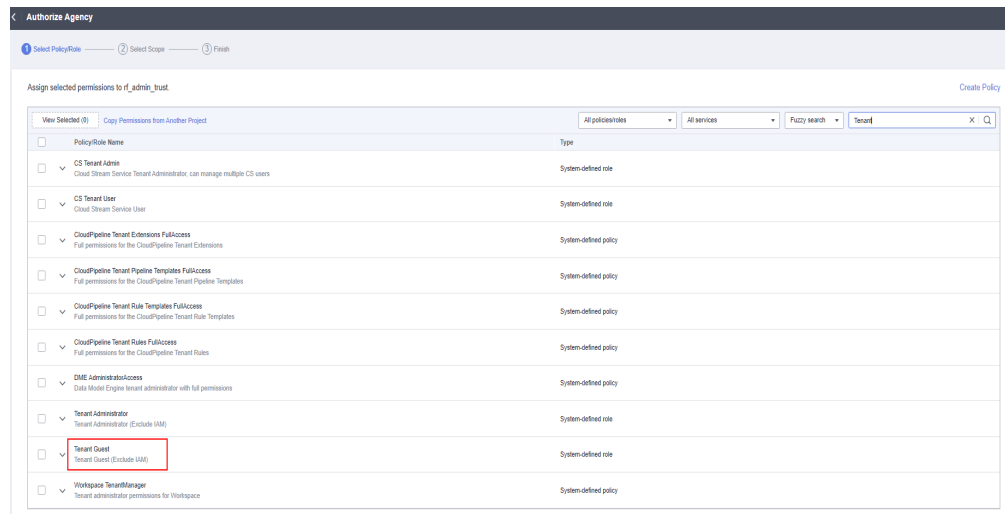 Authorize Agency
1 Select Policy/Role 2 Select Scope 3 Finish
Assign selected permissions to rf_admin_trust. Create Policy
View Selected (0) Copy Permissions from Another Project All policies/roles All services Fuzzy search Tenant X
Policy/Role Name Type
CS Tenant Admin
Cloud Stream Service Tenant Administrator, can manage multiple CS users
System-defined role
CS Tenant User
Cloud Stream Service User
System-defined role
CloudPipeline Tenant Extensions FullAccess
Full permissions for the CloudPipeline Tenant Extensions
System-defined policy
CloudPipeline Tenant Pipeline Templates FullAccess
Full permissions for the CloudPipeline Tenant Pipeline Templates
System-defined policy
CloudPipeline Tenant Rule Templates FullAccess
Full permissions for the CloudPipeline Tenant Rule Templates
System-defined policy
CloudPipeline Tenant Rules FullAccess
Full permissions for the CloudPipeline Tenant Rules
System-defined policy
DME AdministratorAccess
Data Model Engine tenant administrator with full permissions
System-defined policy
Tenant Administrator
Tenant Administrator (Exclude IAM)
System-defined role
Tenant Guest
Tenant Guest (Exclude IAM)
System-defined role
Workspace TenantManager
Tenant administrator permissions for Workspace
System-defined policy